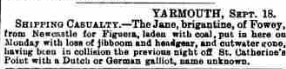 YARMOUTH, SEPT. 18.
SHIPPING CASUALTY.—The Jane, brigantine, of Fowey,
from Newcastle for Figuera, laden with coal, put in here on
Monday with loss of jibboom and headgear, and cutwater gone,
having been in collision the previous night off St. Catherine's
Point with a Dutch or German galliot, name unknown.